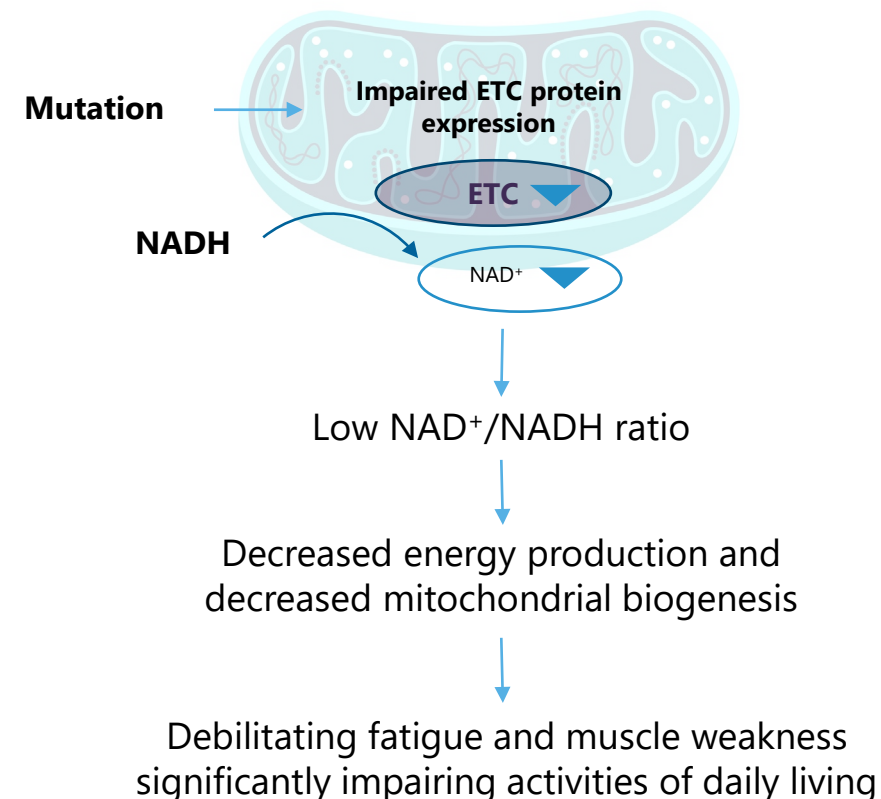 Mutation
Impaired ETC protein
expression
ETC
NADH
NAD⁺
Low NAD⁺/NADH ratio
Decreased energy production and
decreased mitochondrial biogenesis
Debilitating fatigue and muscle weakness
significantly impairing activities of daily living